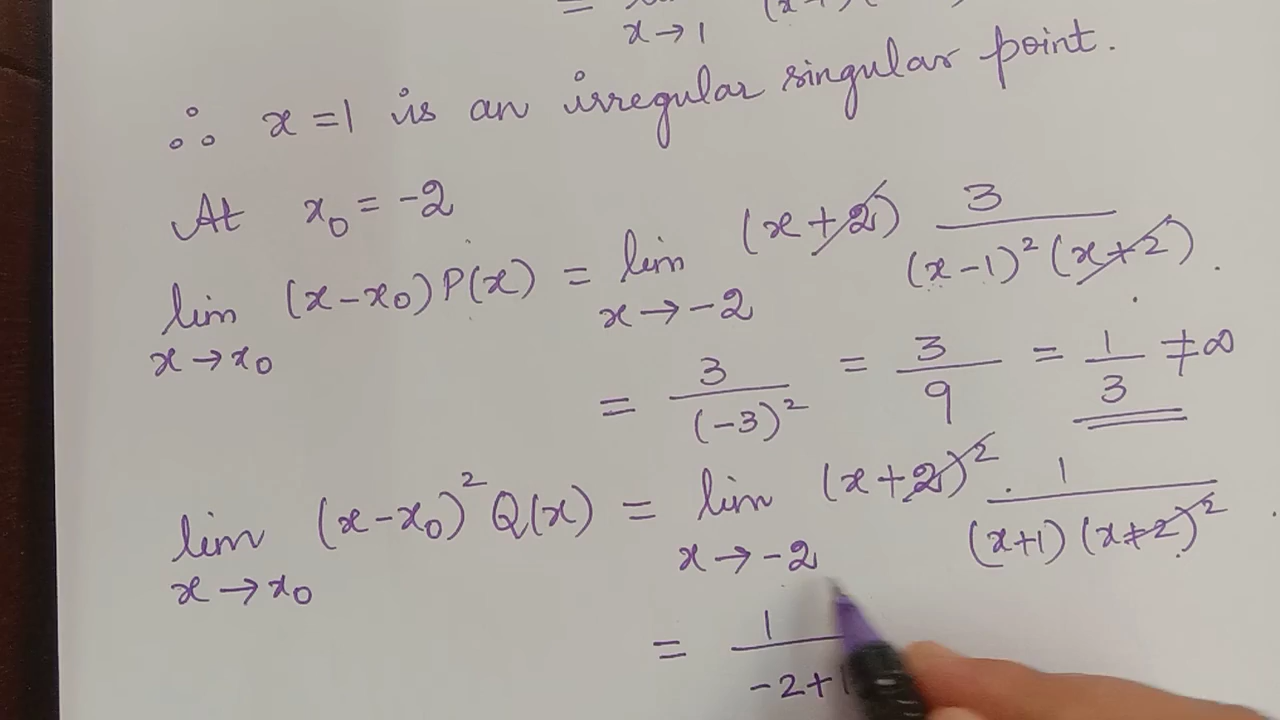 =
x→1
∴ x=1 is an irregular singular point.
At x₀ = -2
lim (x-x₀) P(x) = lim (x+2) 3/((x-1)²(x+2)).
x→x₀ x→-2
= 3/(-3)² = 3/9 = 1/3 ≠ ∞
lim (x-x₀)² Q(x) = lim (x+2)² · 1/((x+1)(x+2)²)
x→x₀ x→-2
= 1/(-2+1